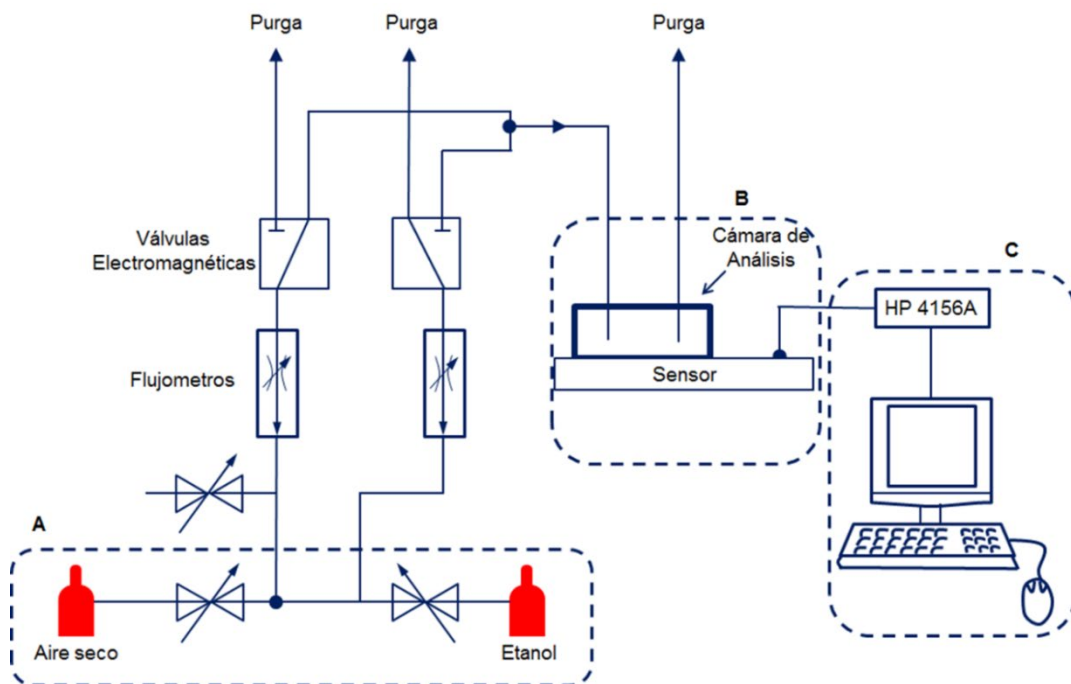 Purga
Purga
Purga
B
Válvulas
Electromagnéticas
Cámara de
Análisis
C
HP 4156A
Flujometros
Sensor
A
Aire seco
Etanol